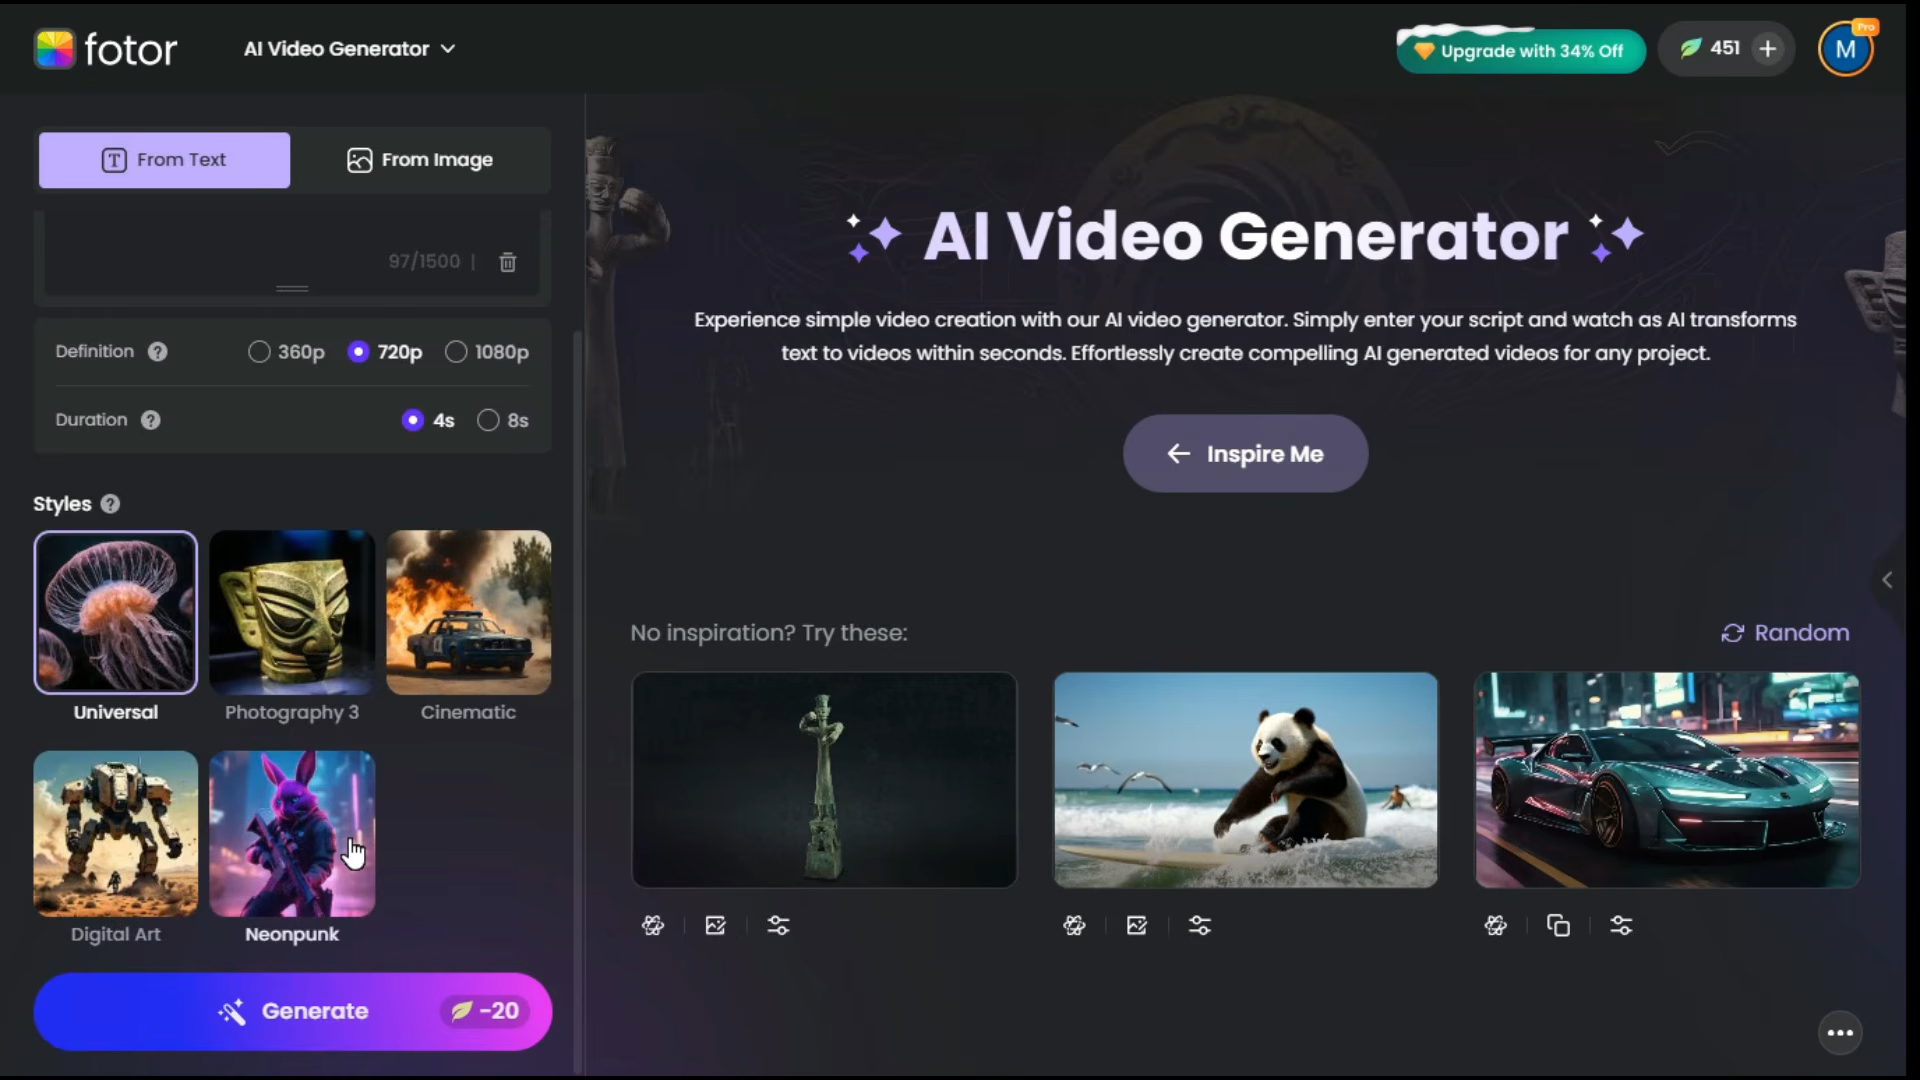 fotor
AI Video Generator
Upgrade with 34% Off
451
Pro
M
T From Text
From Image
97/1500 |
Definition ?
360p
720p
1080p
Duration ?
4s
8s
Styles ?
Universal
Photography 3
Cinematic
Digital Art
Neonpunk
Generate
-20
AI Video Generator
Experience simple video creation with our AI video generator. Simply enter your script and watch as AI transforms
text to videos within seconds. Effortlessly create compelling AI generated videos for any project.
Inspire Me
No inspiration? Try these:
Random